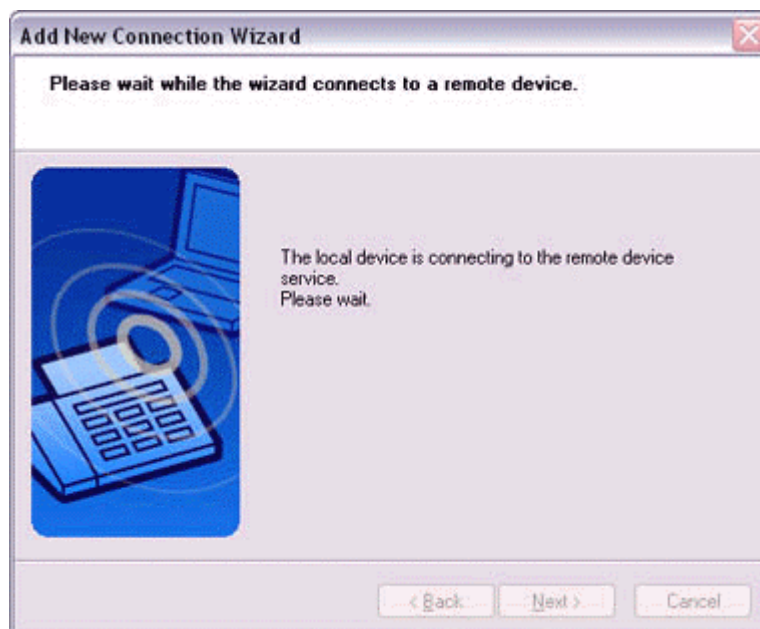 Add New Connection Wizard
Please wait while the wizard connects to a remote device.
The local device is connecting to the remote device
service.
Please wait.
< Back
Next >
Cancel